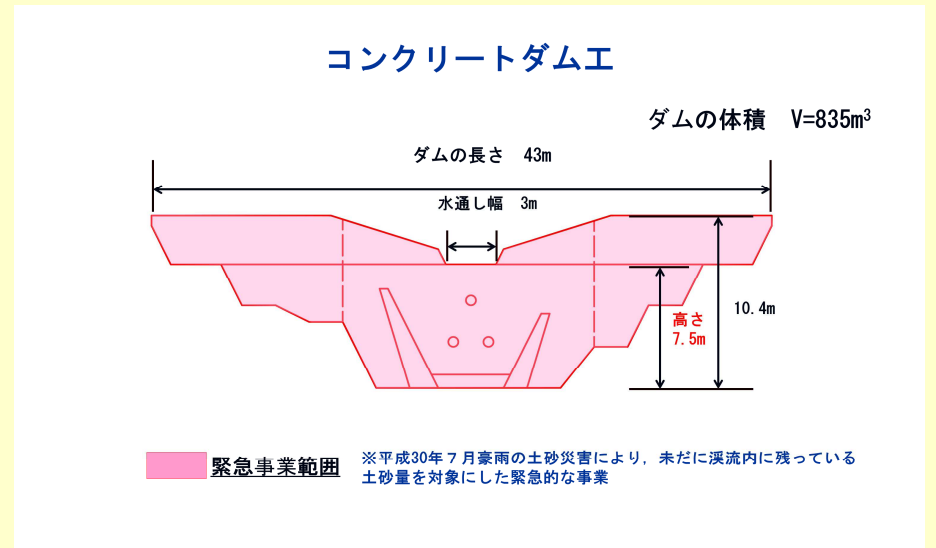 コンクリートダム工
ダムの体積　V=835m³
ダムの長さ　43m
水通し幅　3m
10.4m
高さ
7.5m
緊急事業範囲
※平成30年７月豪雨の土砂災害により，未だに渓流内に残っている
土砂量を対象にした緊急的な事業